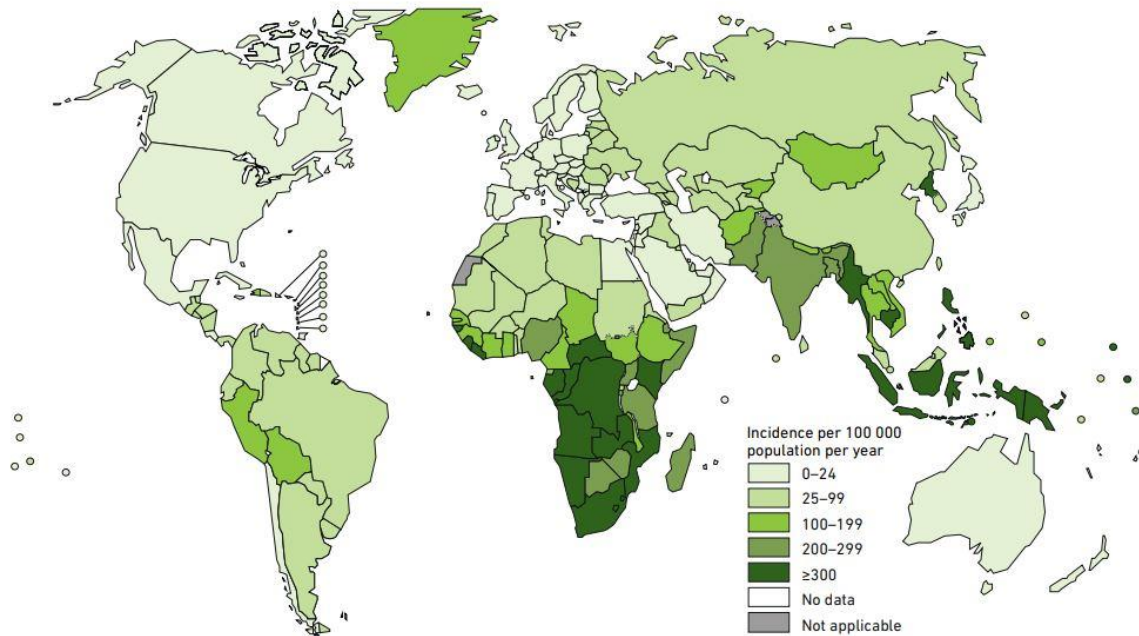 Incidence per 100 000
population per year
0–24
25–99
100–199
200–299
≥300
No data
Not applicable